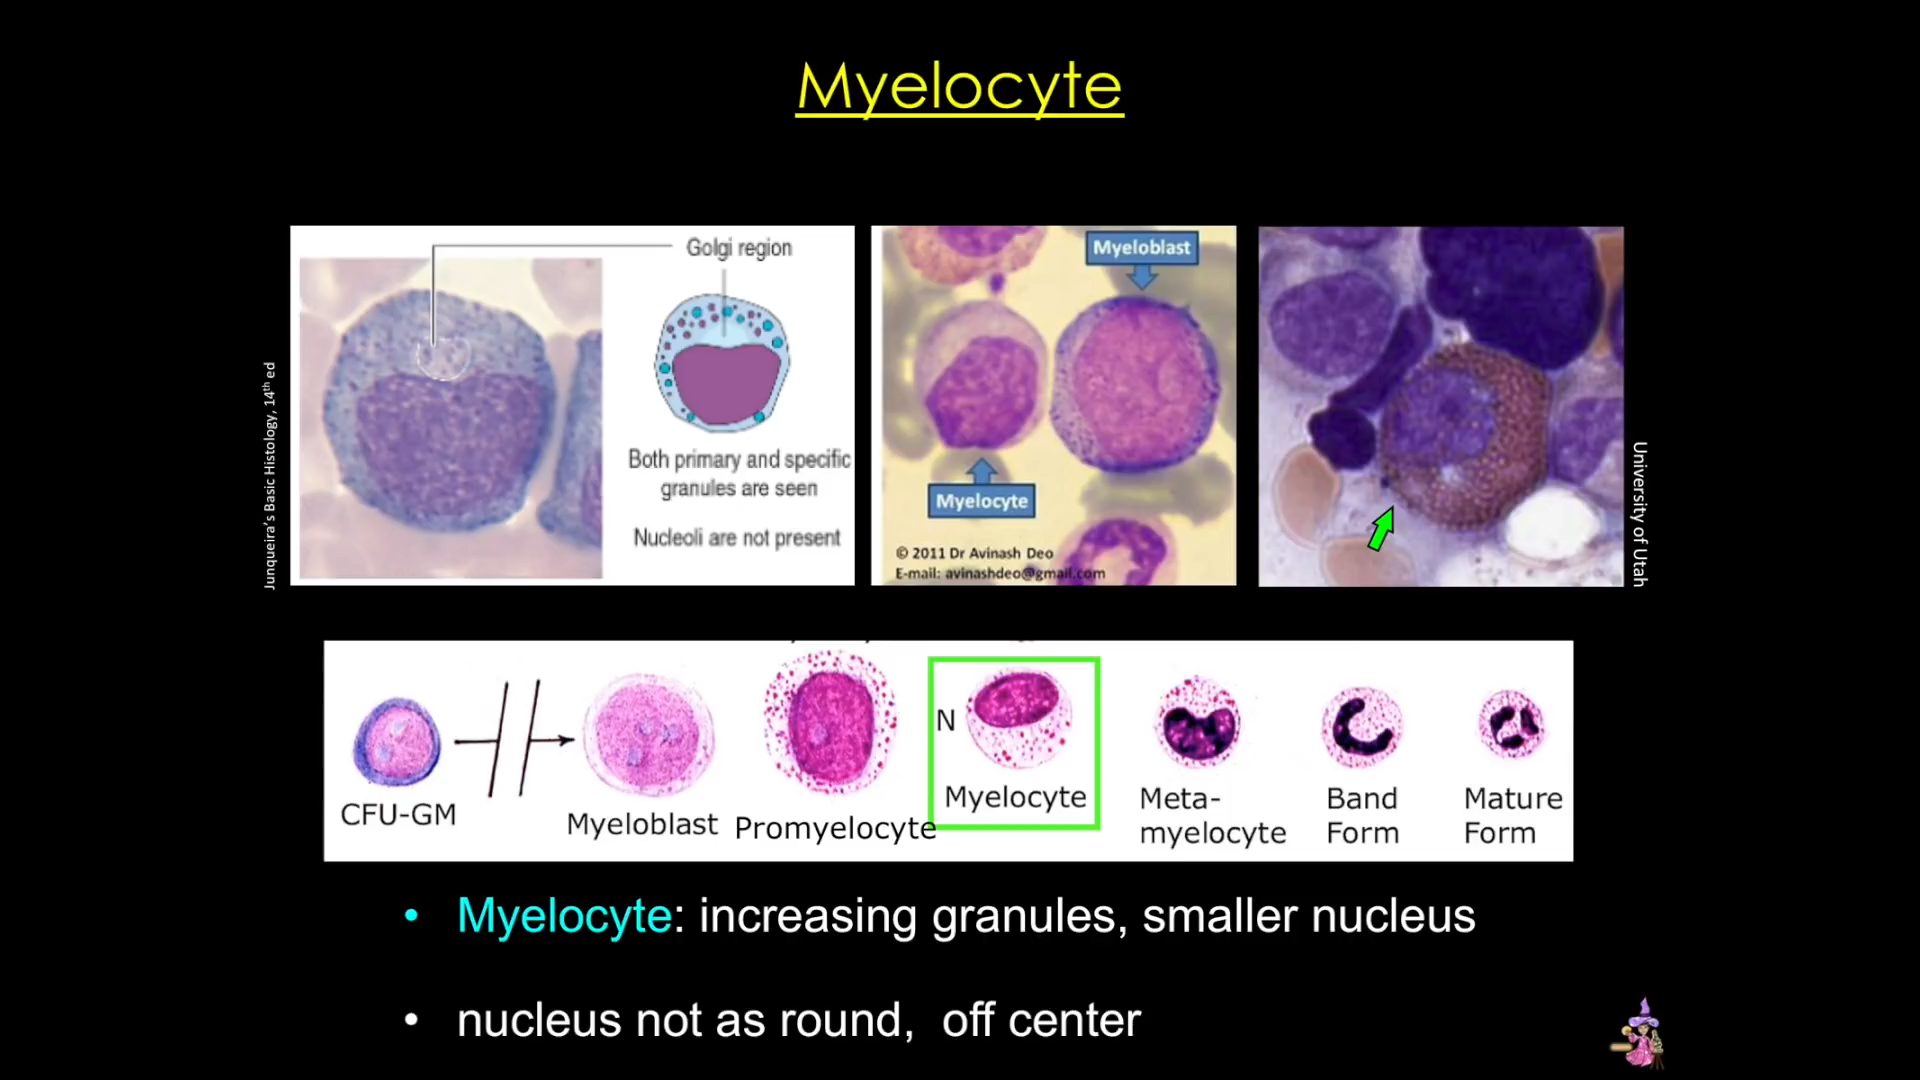 Myelocyte
Junqueira's Basic Histology, 14th ed
Golgi region
Both primary and specific
granules are seen
Nucleoli are not present
Myeloblast
Myelocyte
© 2011 Dr Avinash Deo
E-mail: avinashdeo@gmail.com
University of Utah
CFU-GM
Myeloblast
Promyelocyte
N
Myelocyte
Meta-
myelocyte
Band
Form
Mature
Form
• Myelocyte: increasing granules, smaller nucleus
• nucleus not as round, off center